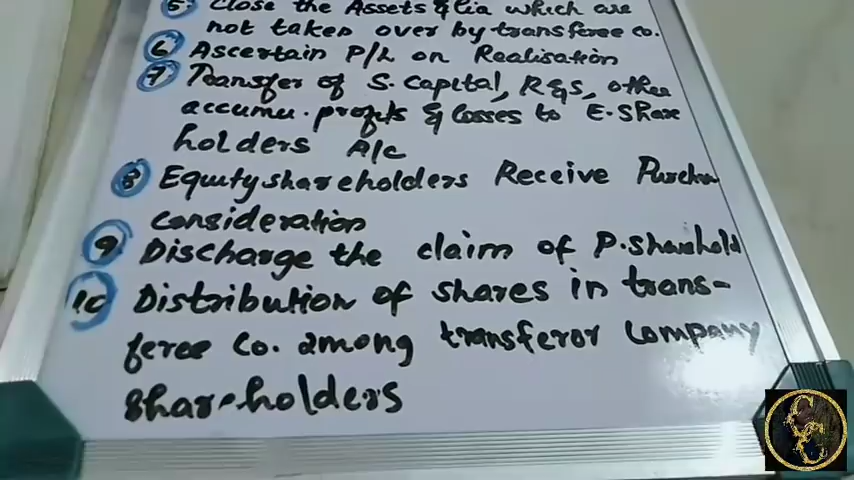 5. Close the Assets & Lia which are
not taken over by transferee co.
6 Ascertain P/L on Realisation
7 Transfer of S. Capital, R&S, other
accumu. profits & losses to E. Share
holders A/c
8 Equity shareholders Receive
consideration
9 Discharge the claim of P. Sharehold
10 Distribution of shares in trans-
feree Co. among transferor Company
shareholders